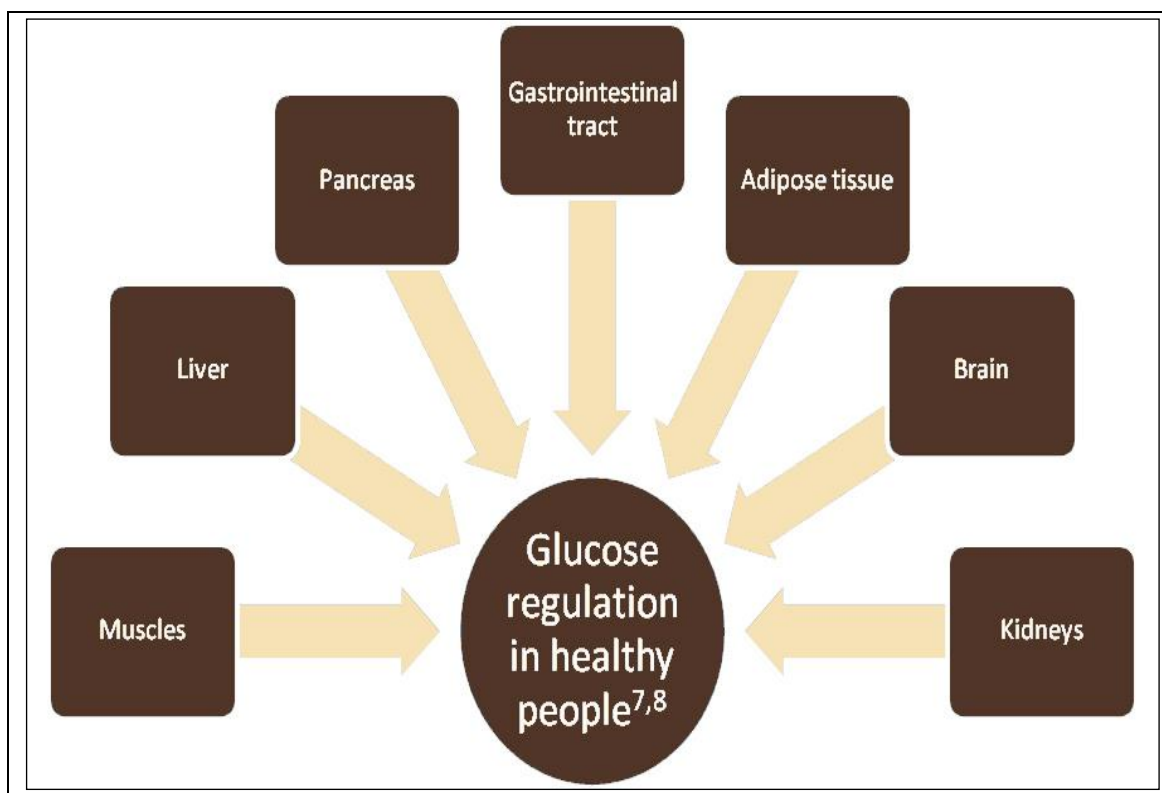 Gastrointestinal
tract
Pancreas
Adipose tissue
Liver
Brain
Muscles
Glucose
regulation
in healthy
people7,8
Kidneys